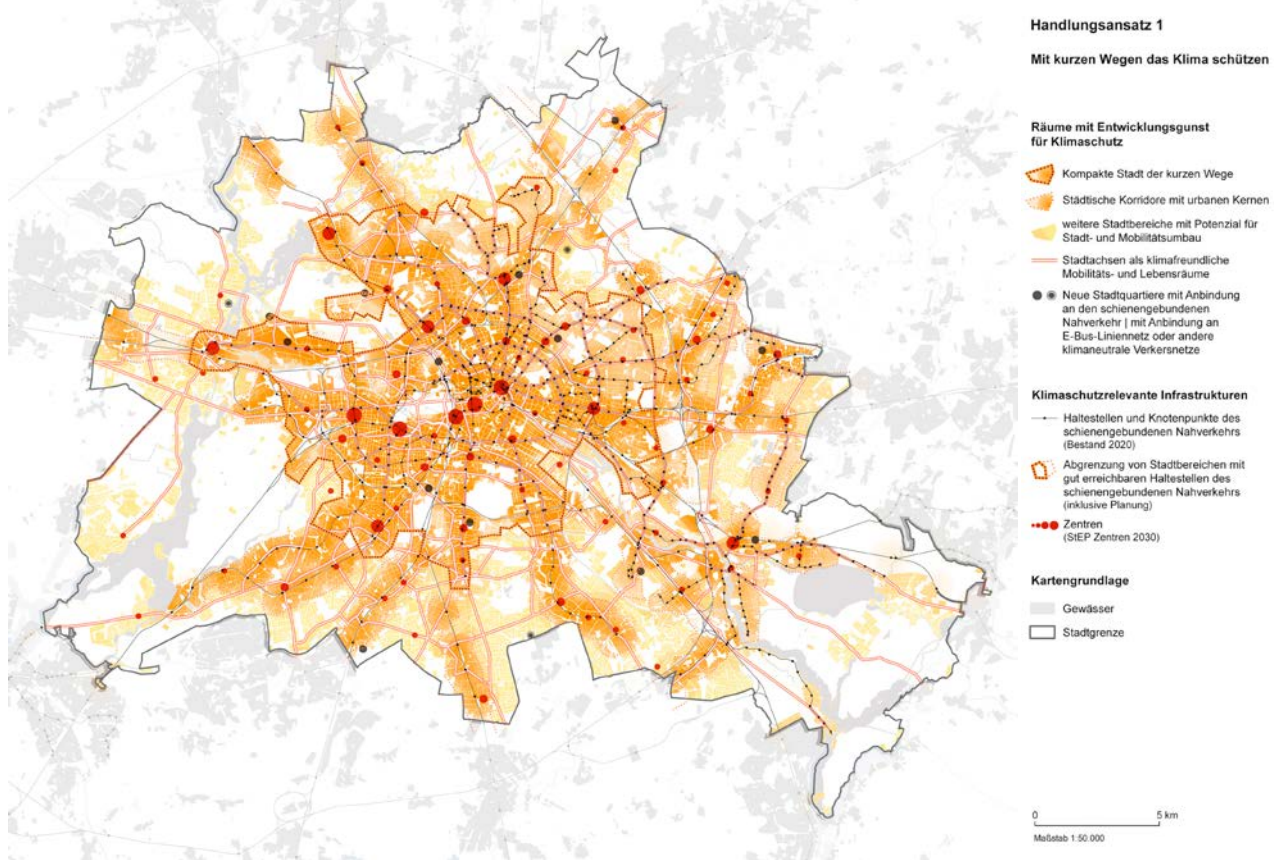 Handlungsansatz 1
Mit kurzen Wegen das Klima schützen
Räume mit Entwicklungsgunst
für Klimaschutz
Kompakte Stadt der kurzen Wege
Städtische Korridore mit urbanen Kernen
weitere Stadtbereiche mit Potenzial für
Stadt- und Mobilitätsumbau
Stadtachsen als klimafreundliche
Mobilitäts- und Lebensräume
Neue Stadtquartiere mit Anbindung
an den schienengebundenen
Nahverkehr | mit Anbindung an
E-Bus-Liniennetz oder andere
klimaneutrale Verkersnetze
Klimaschutzrelevante Infrastrukturen
Haltestellen und Knotenpunkte des
schienengebundenen Nahverkehrs
(Bestand 2020)
Abgrenzung von Stadtbereichen mit
gut erreichbaren Haltestellen des
schienengebundenen Nahverkehrs
(inklusive Planung)
Zentren
(StEP Zentren 2030)
Kartengrundlage
Gewässer
Stadtgrenze
0 5 km
Maßstab 1:50.000